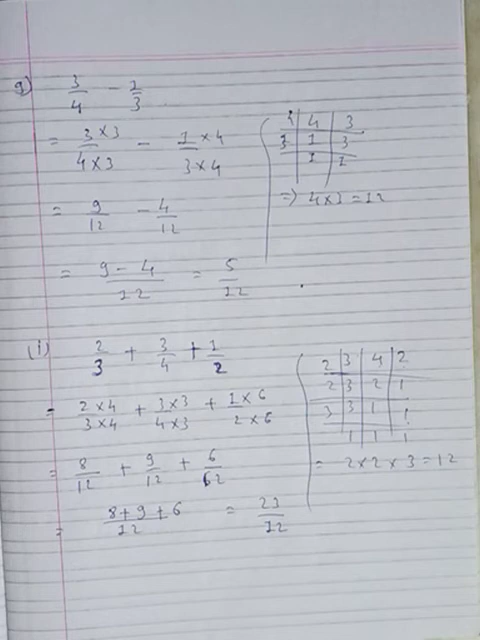 g) 3/4 - 1/3
= 3×3/4×3 - 1×4/3×4
4 | 4 | 3
3 | 1 | 3
1 | 1
=> 4×3=12
= 9/12 - 4/12
= 9-4/12 = 5/12
(i) 2/3 + 3/4 + 1/2
= 2×4/3×4 + 3×3/4×3 + 1×6/2×6
2 | 3 | 4 | 2
2 | 3 | 2 | 1
3 | 3 | 1 | 1
1 | 1 | 1
= 2×2×3=12
= 8/12 + 9/12 + 6/12
= 8+9+6/12 = 23/12